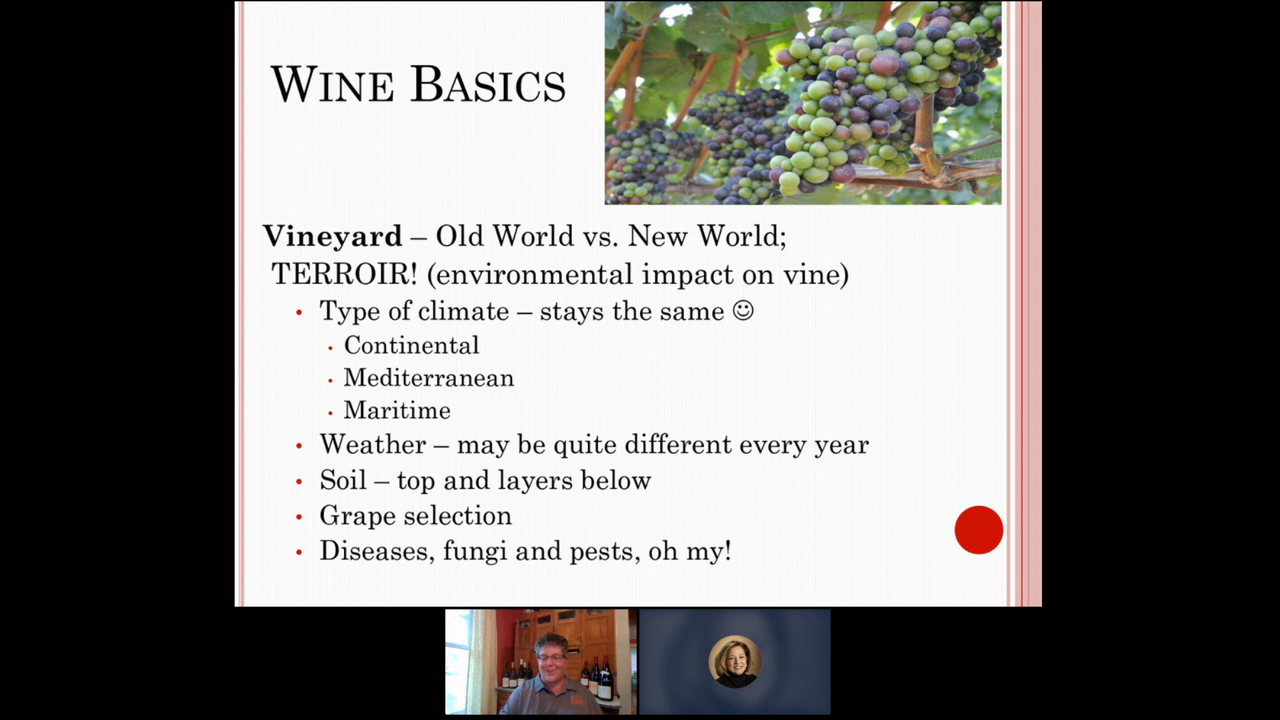 WINE BASICS
Vineyard – Old World vs. New World;
TERROIR! (environmental impact on vine)
• Type of climate – stays the same ☺
• Continental
• Mediterranean
• Maritime
• Weather – may be quite different every year
• Soil – top and layers below
• Grape selection
• Diseases, fungi and pests, oh my!